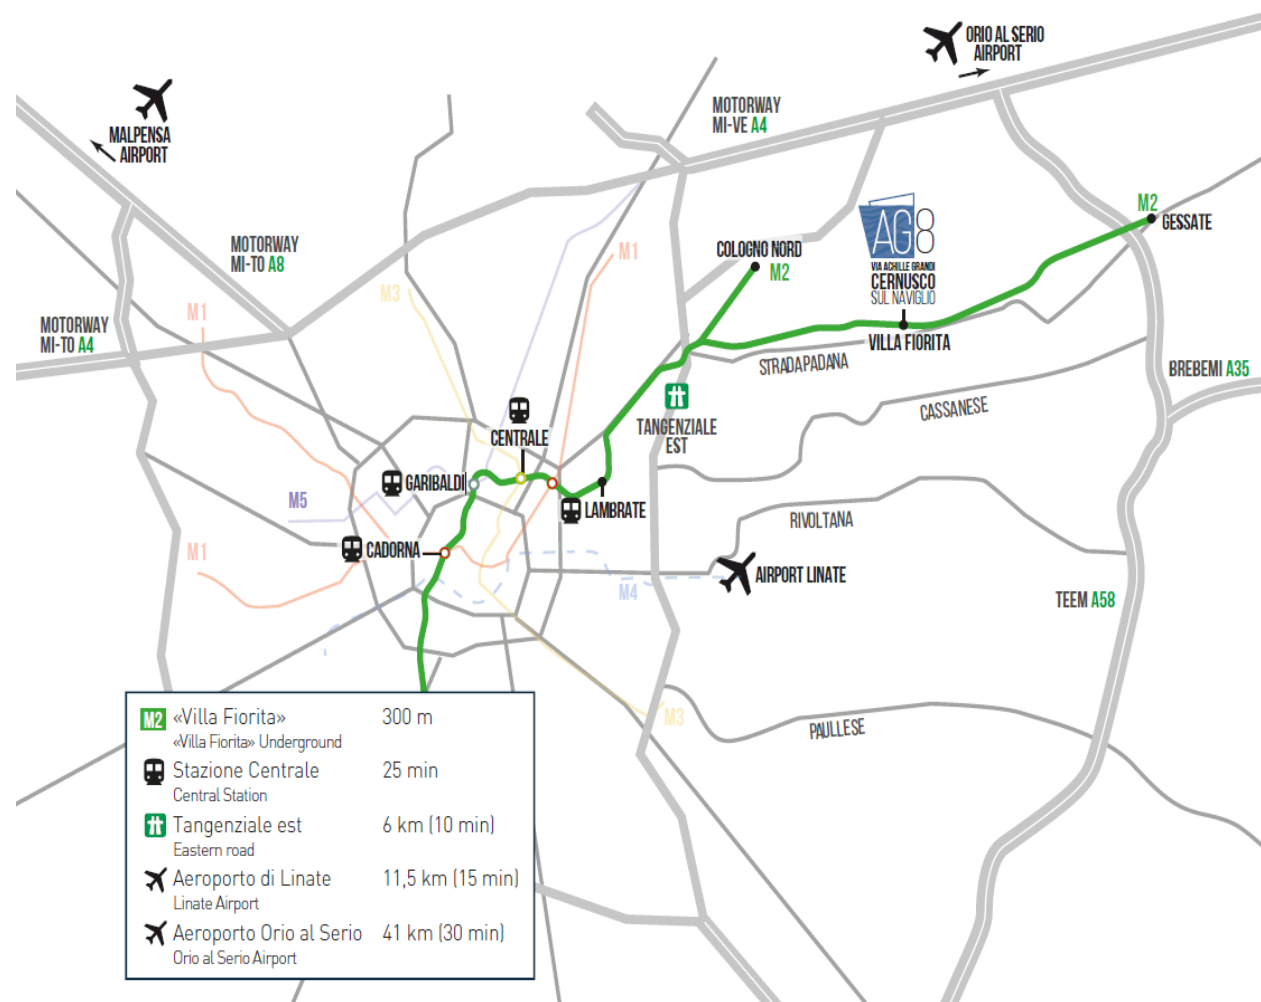 ORIO AL SERIO
AIRPORT
MALPENSA
AIRPORT
MOTORWAY
MI-VE A4
MOTORWAY
MI-TO A8
MOTORWAY
MI-TO A4
M1
M3
M1
COLOGNO NORD
M2
AG8
VIA ACHILLE GRANDI
CERNUSCO
SUL NAVIGLIO
VILLA FIORITA
M2
GESSATE
STRADA PADANA
BREBEMI A35
CASSANESE
TANGENZIALE
EST
CENTRALE
GARIBALDI
LAMBRATE
M5
CADORNA
M1
RIVOLTANA
AIRPORT LINATE
M4
TEEM A58
M3
PAULLESE
M2 «Villa Fiorita» 300 m
«Villa Fiorita» Underground
Stazione Centrale 25 min
Central Station
Tangenziale est 6 km (10 min)
Eastern road
Aeroporto di Linate 11,5 km (15 min)
Linate Airport
Aeroporto Orio al Serio 41 km (30 min)
Orio al Serio Airport